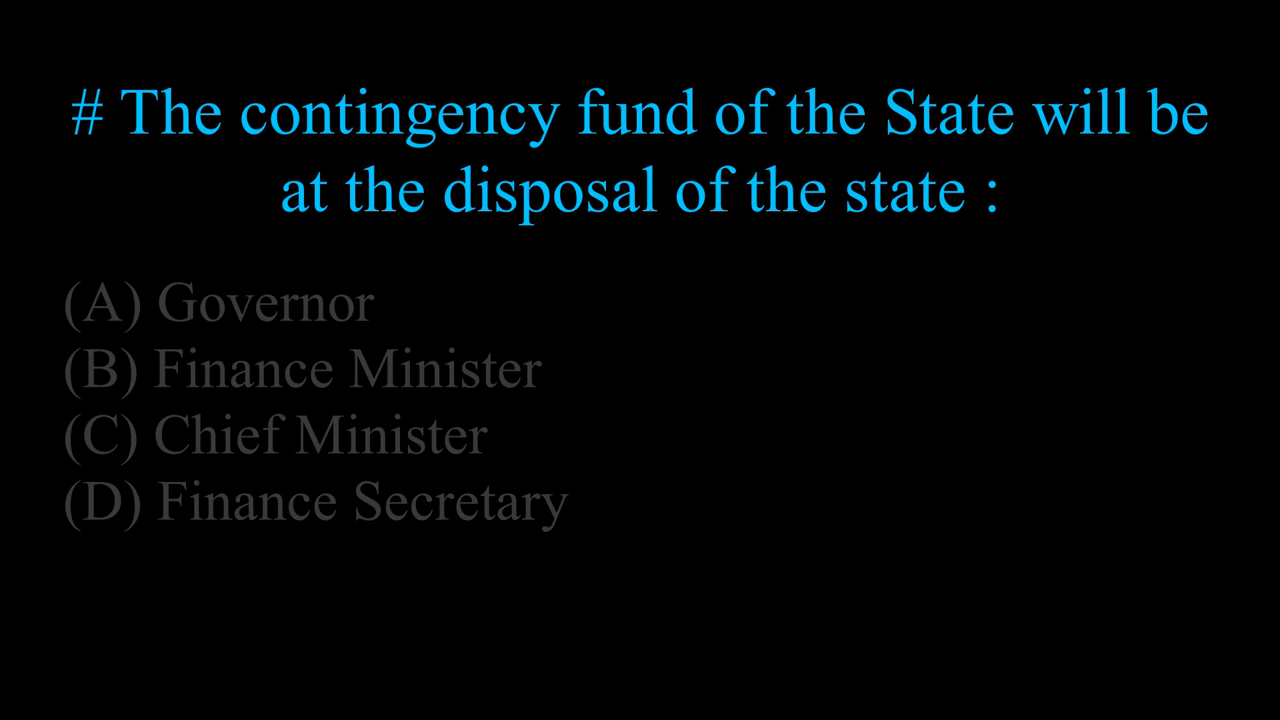 # The contingency fund of the State will be
at the disposal of the state :
(A) Governor
(B) Finance Minister
(C) Chief Minister
(D) Finance Secretary